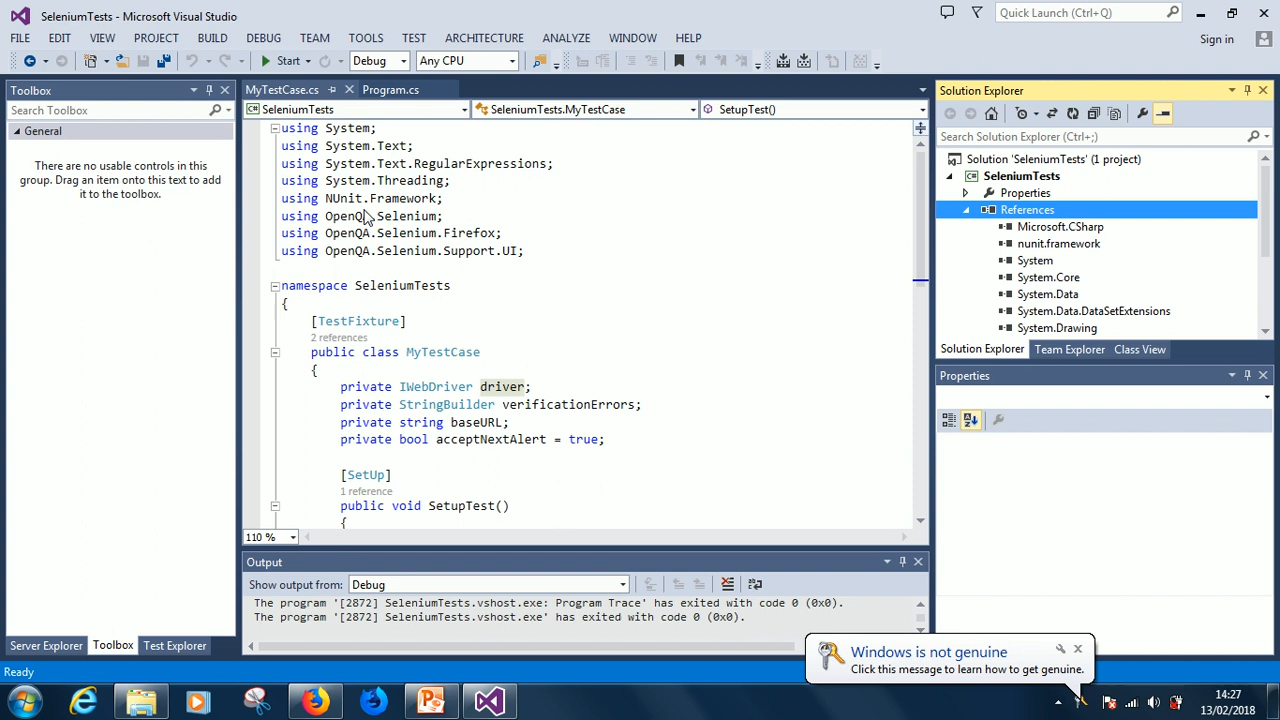 SeleniumTests - Microsoft Visual Studio
Quick Launch (Ctrl+Q)
FILE EDIT VIEW PROJECT BUILD DEBUG TEAM TOOLS TEST ARCHITECTURE ANALYZE WINDOW HELP
Sign in
Start Debug Any CPU
Toolbox
Search Toolbox
General
There are no usable controls in this
group. Drag an item onto this text to add
it to the toolbox.
Server Explorer Toolbox Test Explorer
MyTestCase.cs Program.cs
SeleniumTests SeleniumTests.MyTestCase SetupTest()
using System;
using System.Text;
using System.Text.RegularExpressions;
using System.Threading;
using NUnit.Framework;
using OpenQA.Selenium;
using OpenQA.Selenium.Firefox;
using OpenQA.Selenium.Support.UI;
namespace SeleniumTests
{
[TestFixture]
2 references
public class MyTestCase
{
private IWebDriver driver;
private StringBuilder verificationErrors;
private string baseURL;
private bool acceptNextAlert = true;
[SetUp]
1 reference
public void SetupTest()
{
110 %
Output
Show output from: Debug
The program '[2872] SeleniumTests.vshost.exe: Program Trace' has exited with code 0 (0x0).
The program '[2872] SeleniumTests.vshost.exe' has exited with code 0 (0x0).
Solution Explorer
Search Solution Explorer (Ctrl+;)
Solution 'SeleniumTests' (1 project)
SeleniumTests
Properties
References
Microsoft.CSharp
nunit.framework
System
System.Core
System.Data
System.Data.DataSetExtensions
System.Drawing
Solution Explorer Team Explorer Class View
Properties
Ready
Windows is not genuine
Click this message to learn how to get genuine.
14:27
13/02/2018